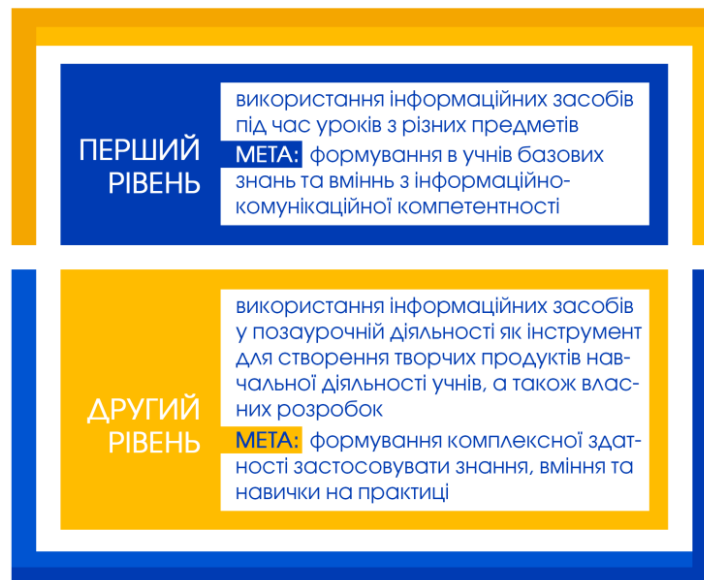 ПЕРШИЙ
РІВЕНЬ
використання інформаційних засобів
під час уроків з різних предметів
МЕТА: формування в учнів базових
знань та вміннь з інформаційно-
комунікаційної компетентності
ДРУГИЙ
РІВЕНЬ
використання інформаційних засобів
у позаурочній діяльності як інструмент
для створення творчих продуктів нав-
чальної діяльності учнів, а також влас-
них розробок
МЕТА: формування комплексної здат-
ності застосовувати знання, вміння та
навички на практиці